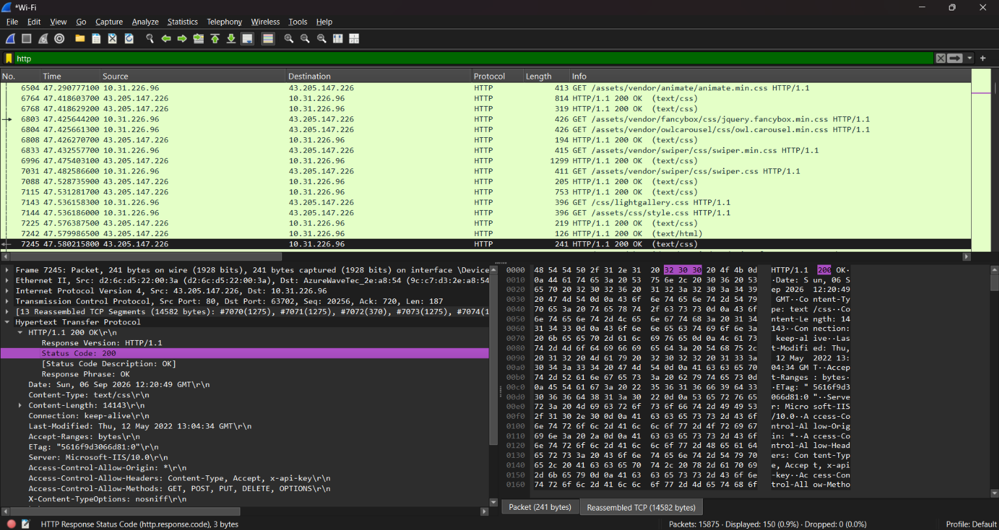 *Wi-Fi
File Edit View Go Capture Analyze Statistics Telephony Wireless Tools Help
http
No. Time Source Destination Protocol Length Info
6504 47.290777100 10.31.226.96 43.205.147.226 HTTP 413 GET /assets/vendor/animate/animate.min.css HTTP/1.1
6764 47.418603700 43.205.147.226 10.31.226.96 HTTP 814 HTTP/1.1 200 OK (text/css)
6768 47.418629200 43.205.147.226 10.31.226.96 HTTP 319 HTTP/1.1 200 OK (text/css)
6803 47.425644200 10.31.226.96 43.205.147.226 HTTP 426 GET /assets/vendor/fancybox/css/jquery.fancybox.min.css HTTP/1.1
6804 47.425661300 10.31.226.96 43.205.147.226 HTTP 426 GET /assets/vendor/owlcarousel/css/owl.carousel.min.css HTTP/1.1
6808 47.426270700 43.205.147.226 10.31.226.96 HTTP 194 HTTP/1.1 200 OK (text/css)
6833 47.432557700 10.31.226.96 43.205.147.226 HTTP 415 GET /assets/vendor/swiper/css/swiper.min.css HTTP/1.1
6996 47.475403100 43.205.147.226 10.31.226.96 HTTP 1299 HTTP/1.1 200 OK (text/css)
7031 47.482586600 10.31.226.96 43.205.147.226 HTTP 411 GET /assets/vendor/swiper/css/swiper.css HTTP/1.1
7088 47.528735900 43.205.147.226 10.31.226.96 HTTP 205 HTTP/1.1 200 OK (text/css)
7115 47.531281700 43.205.147.226 10.31.226.96 HTTP 753 HTTP/1.1 200 OK (text/css)
7143 47.536158300 10.31.226.96 43.205.147.226 HTTP 396 GET /css/lightgallery.css HTTP/1.1
7144 47.536186000 10.31.226.96 43.205.147.226 HTTP 396 GET /assets/css/style.css HTTP/1.1
7225 47.576387500 43.205.147.226 10.31.226.96 HTTP 219 HTTP/1.1 200 OK (text/css)
7242 47.579986500 43.205.147.226 10.31.226.96 HTTP 126 HTTP/1.1 200 OK (text/html)
7245 47.580215800 43.205.147.226 10.31.226.96 HTTP 241 HTTP/1.1 200 OK (text/css)
Frame 7245: Packet, 241 bytes on wire (1928 bits), 241 bytes captured (1928 bits) on interface \Device
Ethernet II, Src: d2:6c:d5:22:00:3a (d2:6c:d5:22:00:3a), Dst: AzureWaveTec_2e:a8:54 (9c:c7:d3:2e:a8:54
Internet Protocol Version 4, Src: 43.205.147.226, Dst: 10.31.226.96
Transmission Control Protocol, Src Port: 80, Dst Port: 63702, Seq: 20256, Ack: 720, Len: 187
[13 Reassembled TCP Segments (14582 bytes): #7070(1275), #7071(1275), #7072(370), #7073(1275), #7074(1
Hypertext Transfer Protocol
HTTP/1.1 200 OK\r\n
Response Version: HTTP/1.1
Status Code: 200
[Status Code Description: OK]
Response Phrase: OK
Date: Sun, 06 Sep 2026 12:20:49 GMT\r\n
Content-Type: text/css\r\n
Content-Length: 14143\r\n
Connection: keep-alive\r\n
Last-Modified: Thu, 12 May 2022 13:04:34 GMT\r\n
Accept-Ranges: bytes\r\n
ETag: "5616f9d3066d81:0"\r\n
Server: Microsoft-IIS/10.0\r\n
Access-Control-Allow-Origin: *\r\n
Access-Control-Allow-Headers: Content-Type, Accept, x-api-key\r\n
Access-Control-Allow-Methods: GET, POST, PUT, DELETE, OPTIONS\r\n
X-Content-TypeOptions: nosniff\r\n
0000 48 54 54 50 2f 31 2e 31 20 32 30 30 20 4f 4b 0d HTTP/1.1 200 OK·
0010 0a 44 61 74 65 3a 20 53 75 6e 2c 20 30 36 20 53 ·Date: S un, 06 S
0020 65 70 20 32 30 32 36 20 31 32 3a 32 30 3a 34 39 ep 2026 12:20:49
0030 20 47 4d 54 0d 0a 43 6f 6e 74 65 6e 74 2d 54 79 GMT··Co ntent-Ty
0040 70 65 3a 20 74 65 78 74 2f 63 73 73 0d 0a 43 6f pe: text /css··Co
0050 6e 74 65 6e 74 2d 4c 65 6e 67 74 68 3a 20 31 34 ntent-Le ngth: 14
0060 31 34 33 0d 0a 43 6f 6e 6e 65 63 74 69 6f 6e 3a 143··Con nection:
0070 20 6b 65 65 70 2d 61 6c 69 76 65 0d 0a 4c 61 73 keep-al ive··Las
0080 74 2d 4d 6f 64 69 66 69 65 64 3a 20 54 68 75 2c t-Modifi ed: Thu,
0090 20 31 32 20 4d 61 79 20 32 30 32 32 20 31 33 3a 12 May 2022 13:
00a0 30 34 3a 33 34 20 47 4d 54 0d 0a 41 63 63 65 70 04:34 GM T··Accep
00b0 74 2d 52 61 6e 67 65 73 3a 20 62 79 74 65 73 0d t-Ranges : bytes·
00c0 0a 45 54 61 67 3a 20 22 35 36 31 36 66 39 64 33 ·ETag: " 5616f9d3
00d0 30 36 36 64 38 31 3a 30 22 0d 0a 53 65 72 76 65 066d81:0 "··Serve
00e0 72 3a 20 4d 69 63 72 6f 73 6f 66 74 2d 49 49 53 r: Micro soft-IIS
00f0 2f 31 30 2e 30 0d 0a 41 63 63 65 73 73 2d 43 6f /10.0··A ccess-Co
0100 6e 74 72 6f 6c 2d 41 6c 6c 6f 77 2d 4f 72 69 67 ntrol-Al low-Orig
0110 69 6e 3a 20 2a 0d 0a 41 63 63 65 73 73 2d 43 6f in: *··A ccess-Co
0120 6e 74 72 6f 6c 2d 41 6c 6c 6f 77 2d 48 65 61 64 ntrol-Al low-Head
0130 65 72 73 3a 20 43 6f 6e 74 65 6e 74 2d 54 79 70 ers: Con tent-Typ
0140 65 2c 20 41 63 63 65 70 74 2c 20 78 2d 61 70 69 e, Accep t, x-api
0150 2d 6b 65 79 0d 0a 41 63 63 65 73 73 2d 43 6f 6e -key··Ac cess-Con
0160 74 72 6f 6c 2d 41 6c 6c 6f 77 2d 4d 65 74 68 6f trol-All ow-Metho
Packet (241 bytes) Reassembled TCP (14582 bytes)
HTTP Response Status Code (http.response.code), 3 bytes Packets: 15875 · Displayed: 150 (0.9%) · Dropped: 0 (0.0%) Profile: Default